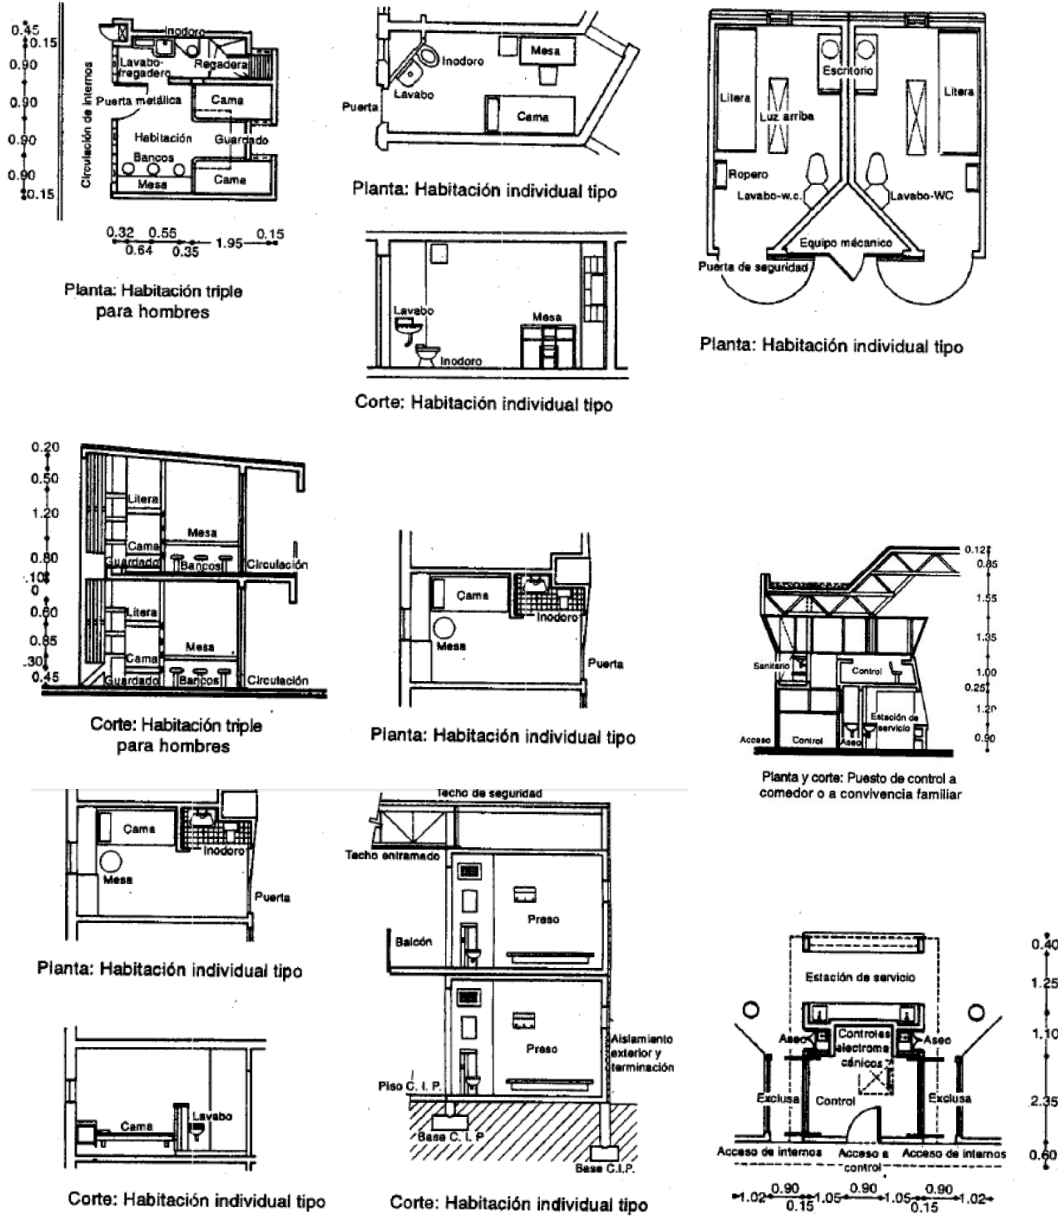 0.45
0.15
0.90
0.90
0.90
0.90
0.15
Circulación de internos
Inodoro
Lavabo-
fregadero
Regadera
Puerta metálica
Cama
Habitación
Guardado
Bancos
Mesa
Cama
0.32 0.55 0.15
0.64 0.35 1.95
Planta: Habitación triple
para hombres
Mesa
Inodoro
Lavabo
Puerta
Cama
Planta: Habitación individual tipo
Lavabo
Mesa
Inodoro
Corte: Habitación individual tipo
Escritorio
Litera
Litera
Luz arriba
Ropero
Lavabo-w.c.
Lavabo-WC
Equipo mécanico
Puerta de seguridad
Planta: Habitación individual tipo
0.20
0.50
1.20
0.80
.10
0
0.60
0.85
.30
0.45
Litera
Mesa
Cama
Guardado
Bancos
Circulación
Litera
Mesa
Cama
Guardado
Bancos
Circulación
Corte: Habitación triple
para hombres
Cama
Inodoro
Mesa
Puerta
Planta: Habitación individual tipo
0.12
0.85
1.55
1.35
1.00
0.25
0.90
Sanitario
Control
Estación de
servicio
Acceso
Control
Aseo
Planta y corte: Puesto de control a
comedor o a convivencia familiar
Cama
Inodoro
Mesa
Puerta
Planta: Habitación individual tipo
Cama
Lavabo
Corte: Habitación individual tipo
Techo de seguridad
Techo entramado
Preso
Balcón
Preso
Aislamiento
exterior y
terminación
Piso C. I. P.
Base C. I. P
Base C.I.P.
Corte: Habitación individual tipo
0.40
1.25
1.10
2.35
0.60
Estación de servicio
Aseo
Controles
electrome
cánicos
Aseo
Exclusa
Control
Exclusa
Acceso de internos
Acceso a
control
Acceso de internos
0.90 0.90 0.90
1.02 1.05 1.05 1.02
0.15 0.15